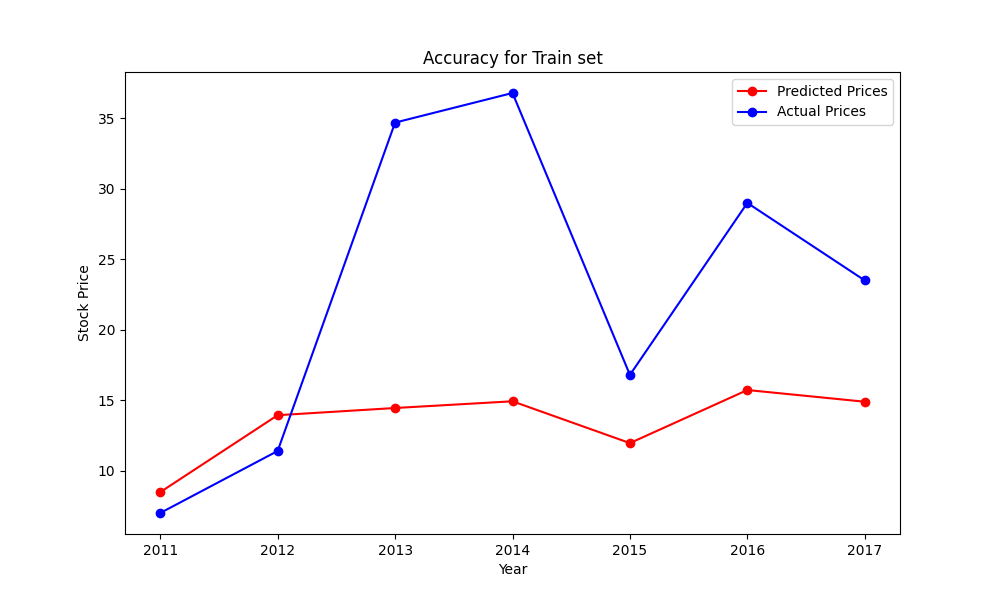 Accuracy for Train set
Predicted Prices
Actual Prices
35
30
25
20
15
10
Stock Price
2011 2012 2013 2014 2015 2016 2017
Year